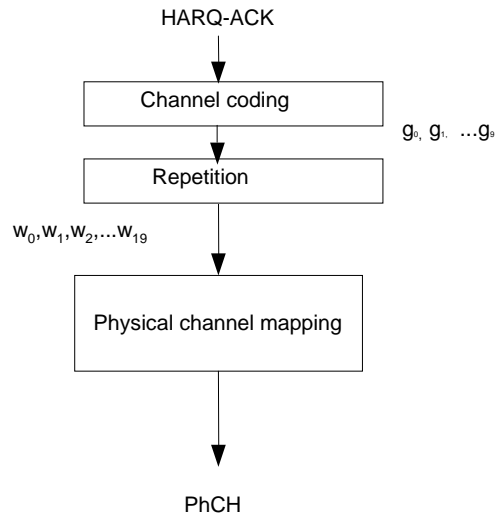 HARQ-ACK
Channel coding
g0, g1, ...g9
Repetition
w0,w1,w2,...w19
Physical channel mapping
PhCH